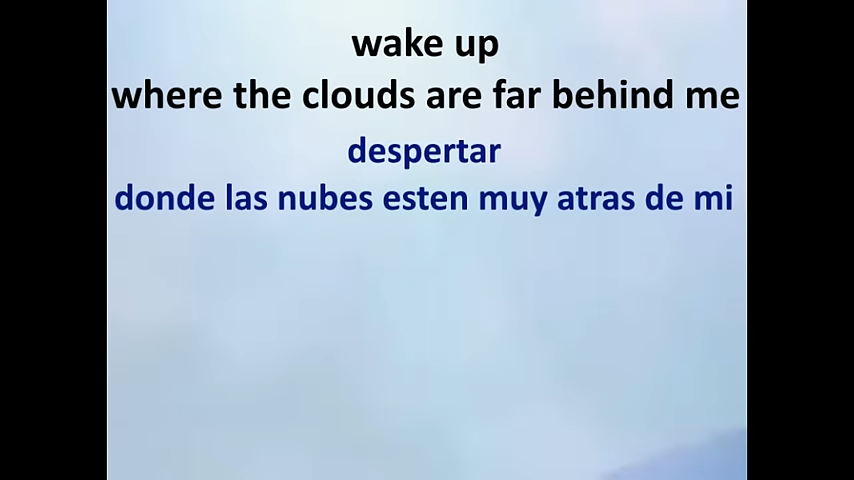 wake up
where the clouds are far behind me
despertar
donde las nubes esten muy atras de mi